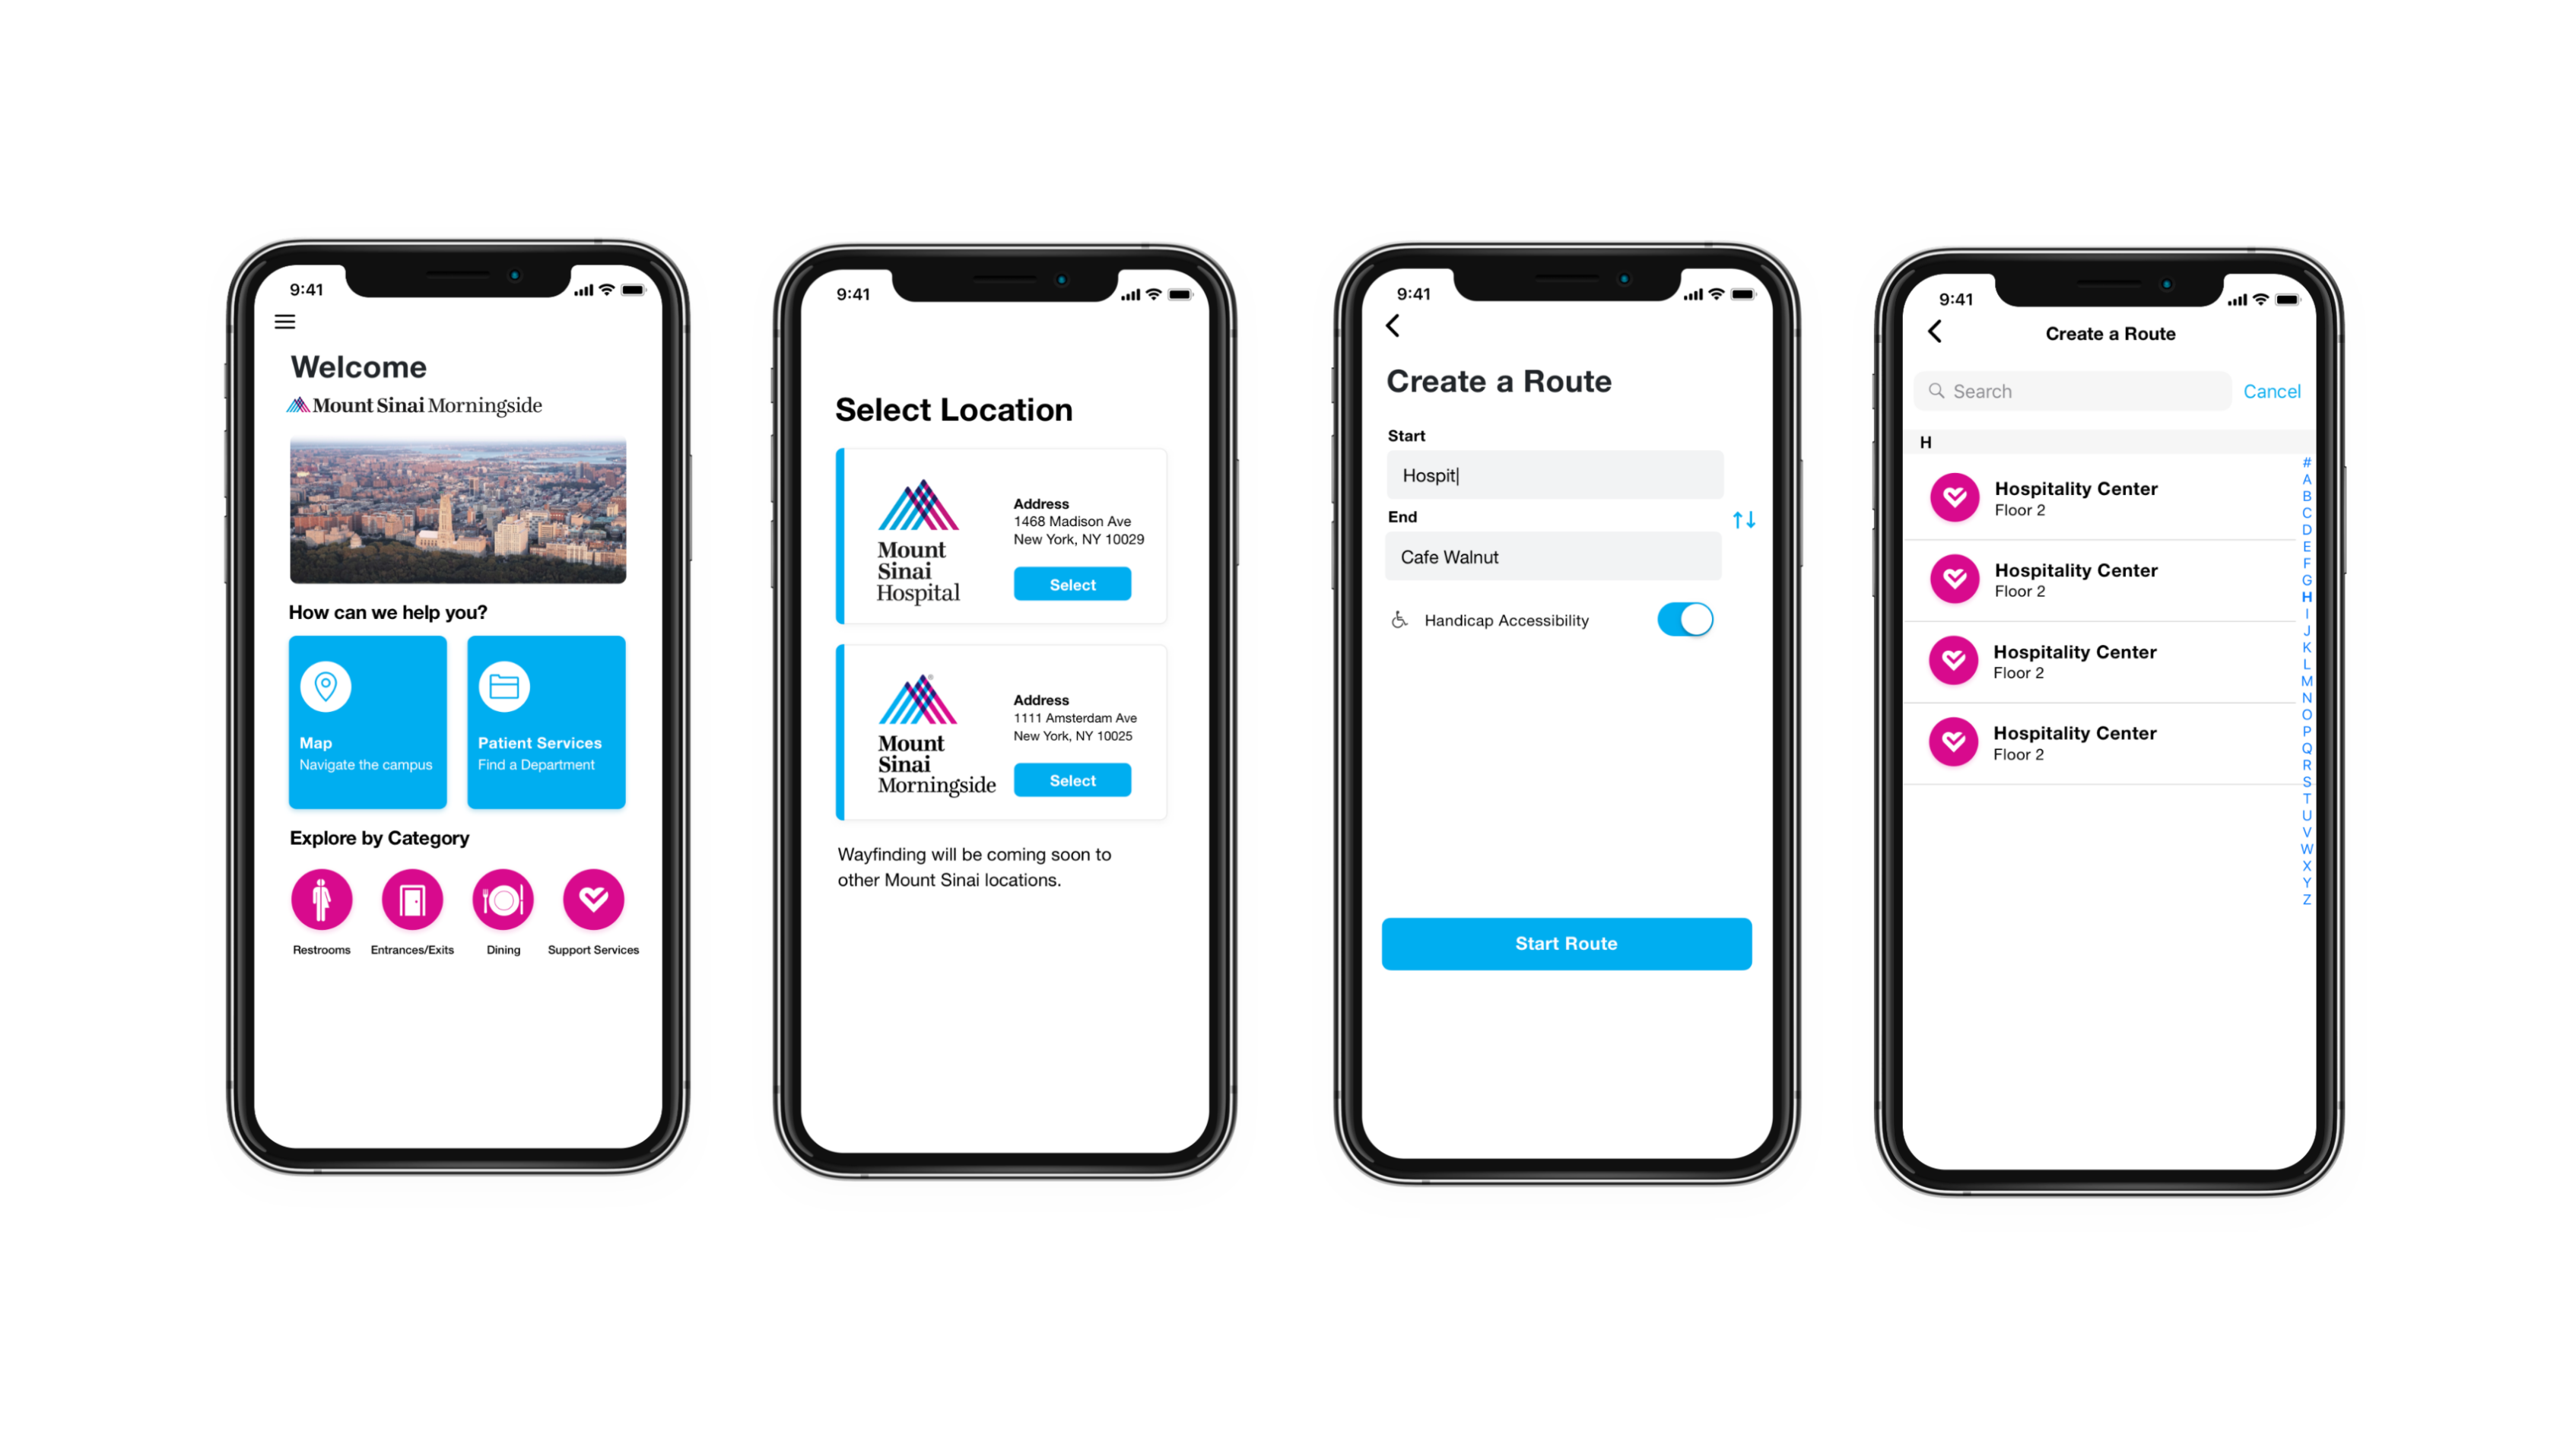 9:41
Welcome
Mount Sinai Morningside
How can we help you?
Map
Navigate the campus
Patient Services
Find a Department
Explore by Category
Restrooms
Entrances/Exits
Dining
Support Services
9:41
Select Location
Mount
Sinai
Hospital
Address
1468 Madison Ave
New York, NY 10029
Select
Mount
Sinai
Morningside
Address
1111 Amsterdam Ave
New York, NY 10025
Select
Wayfinding will be coming soon to
other Mount Sinai locations.
9:41
Create a Route
Start
Hospit
End
Cafe Walnut
Handicap Accessibility
Start Route
9:41
Create a Route
Search
Cancel
H
Hospitality Center
Floor 2
Hospitality Center
Floor 2
Hospitality Center
Floor 2
Hospitality Center
Floor 2
#
A
B
C
D
E
F
G
H
I
J
K
L
M
N
O
P
Q
R
S
T
U
V
W
X
Y
Z